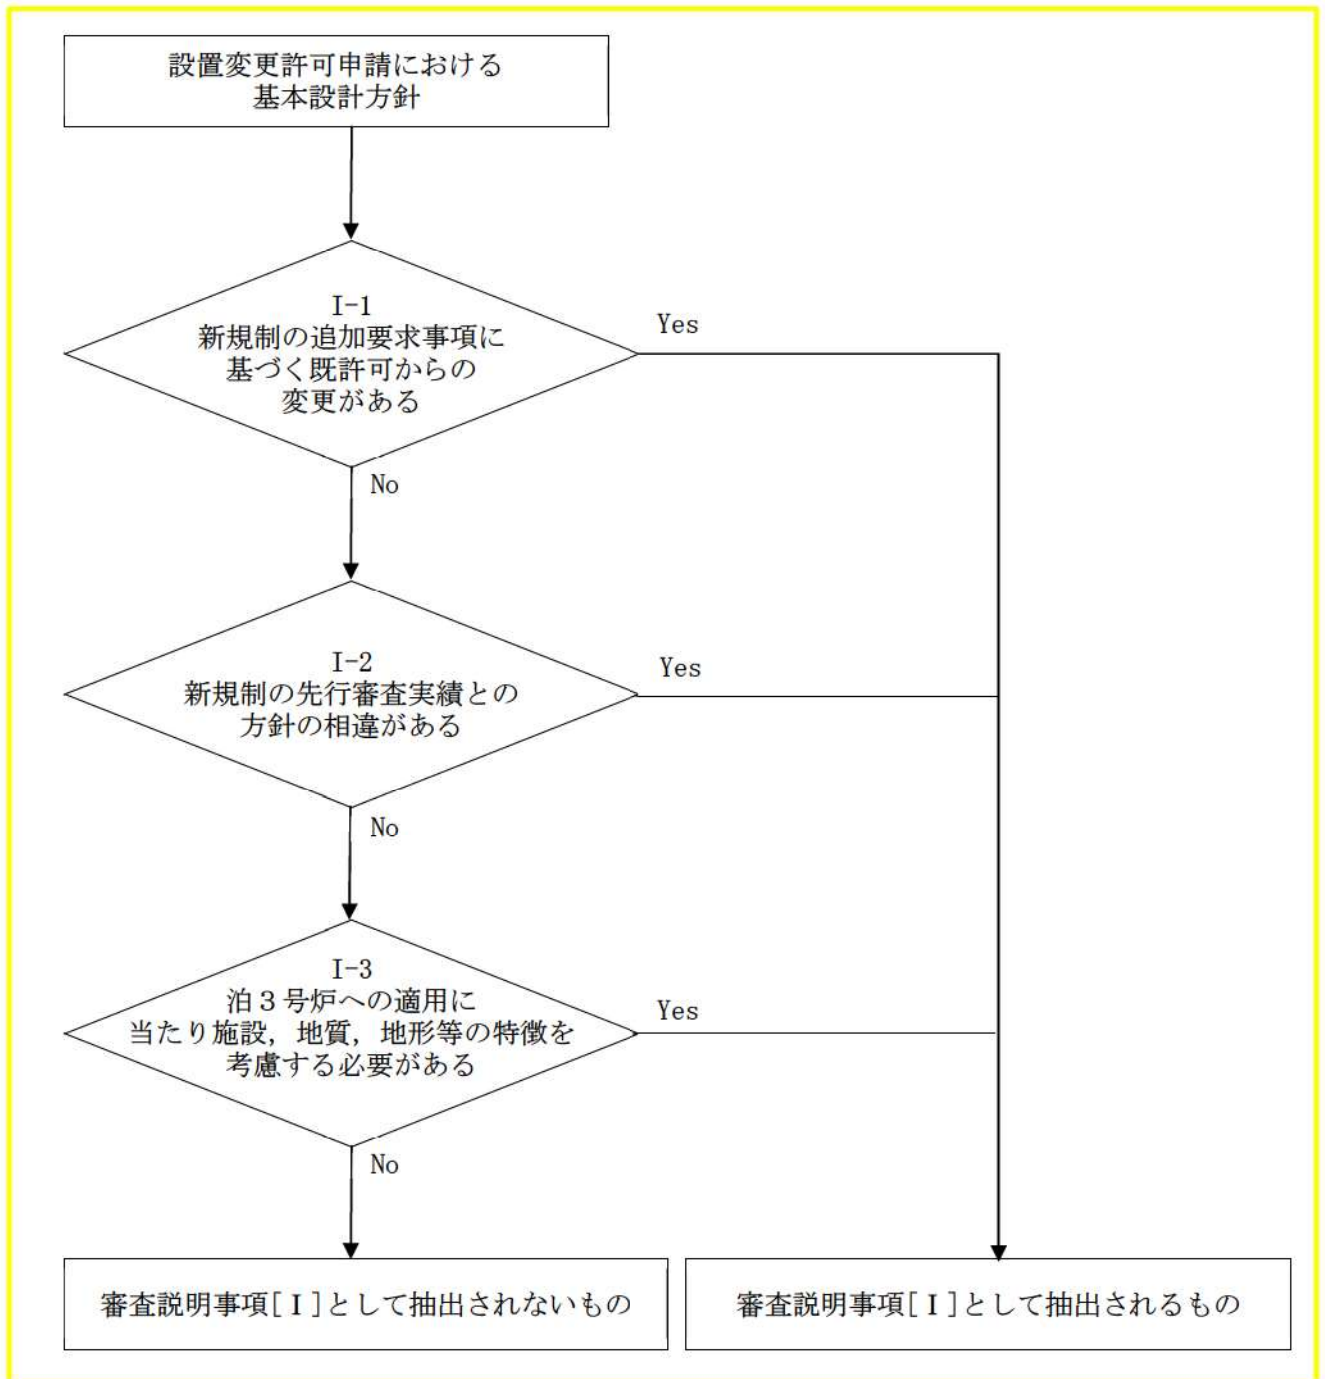 設置変更許可申請における
基本設計方針
I-1
新規制の追加要求事項に
基づく既許可からの
変更がある
Yes
No
I-2
新規制の先行審査実績との
方針の相違がある
Yes
No
I-3
泊３号炉への適用に
当たり施設，地質，地形等の特徴を
考慮する必要がある
Yes
No
審査説明事項[Ⅰ]として抽出されないもの
審査説明事項[Ⅰ]として抽出されるもの